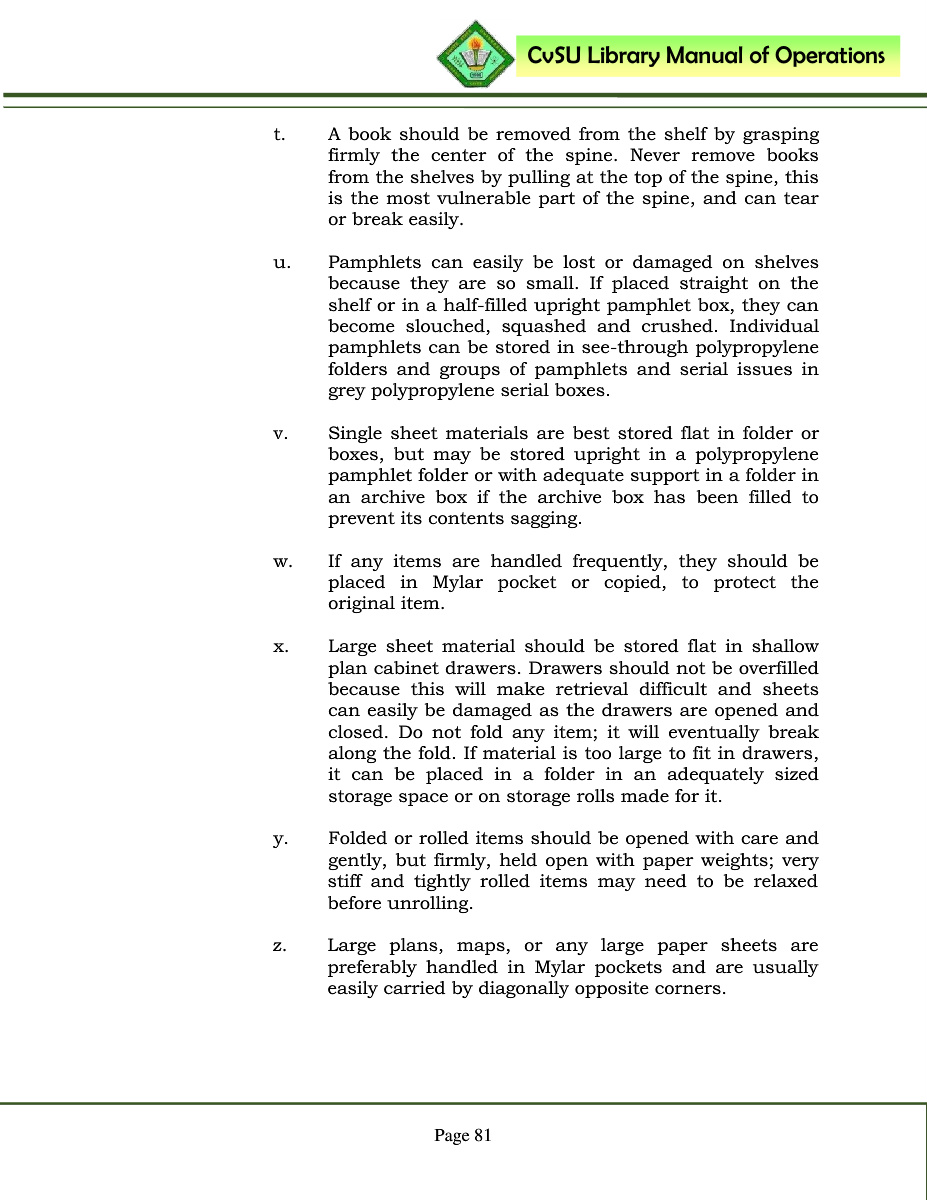 CvSU Library Manual of Operations
t. A book should be removed from the shelf by grasping
firmly the center of the spine. Never remove books
from the shelves by pulling at the top of the spine, this
is the most vulnerable part of the spine, and can tear
or break easily.
u. Pamphlets can easily be lost or damaged on shelves
because they are so small. If placed straight on the
shelf or in a half-filled upright pamphlet box, they can
become slouched, squashed and crushed. Individual
pamphlets can be stored in see-through polypropylene
folders and groups of pamphlets and serial issues in
grey polypropylene serial boxes.
v. Single sheet materials are best stored flat in folder or
boxes, but may be stored upright in a polypropylene
pamphlet folder or with adequate support in a folder in
an archive box if the archive box has been filled to
prevent its contents sagging.
w. If any items are handled frequently, they should be
placed in Mylar pocket or copied, to protect the
original item.
x. Large sheet material should be stored flat in shallow
plan cabinet drawers. Drawers should not be overfilled
because this will make retrieval difficult and sheets
can easily be damaged as the drawers are opened and
closed. Do not fold any item; it will eventually break
along the fold. If material is too large to fit in drawers,
it can be placed in a folder in an adequately sized
storage space or on storage rolls made for it.
y. Folded or rolled items should be opened with care and
gently, but firmly, held open with paper weights; very
stiff and tightly rolled items may need to be relaxed
before unrolling.
z. Large plans, maps, or any large paper sheets are
preferably handled in Mylar pockets and are usually
easily carried by diagonally opposite corners.
Page 81